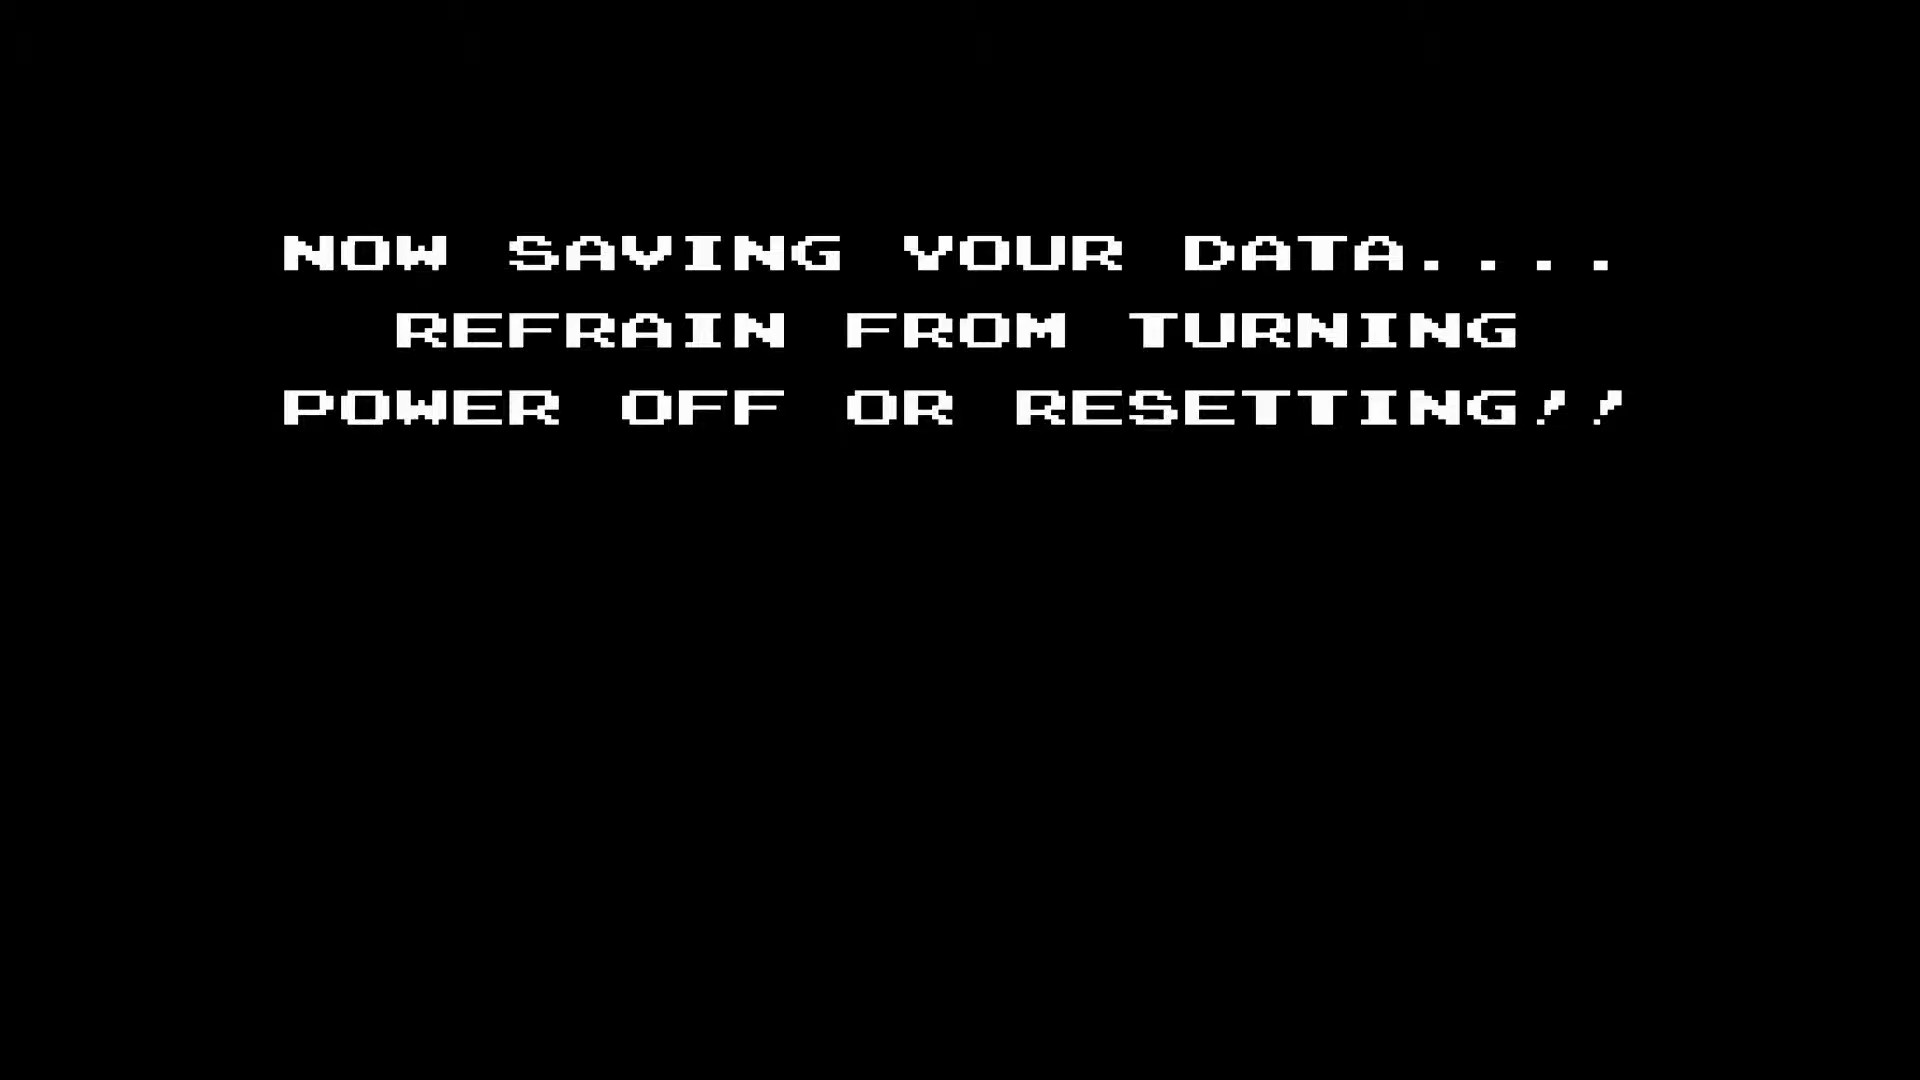 NOW SAVING YOUR DATA....
REFRAIN FROM TURNING
POWER OFF OR RESETTING!!